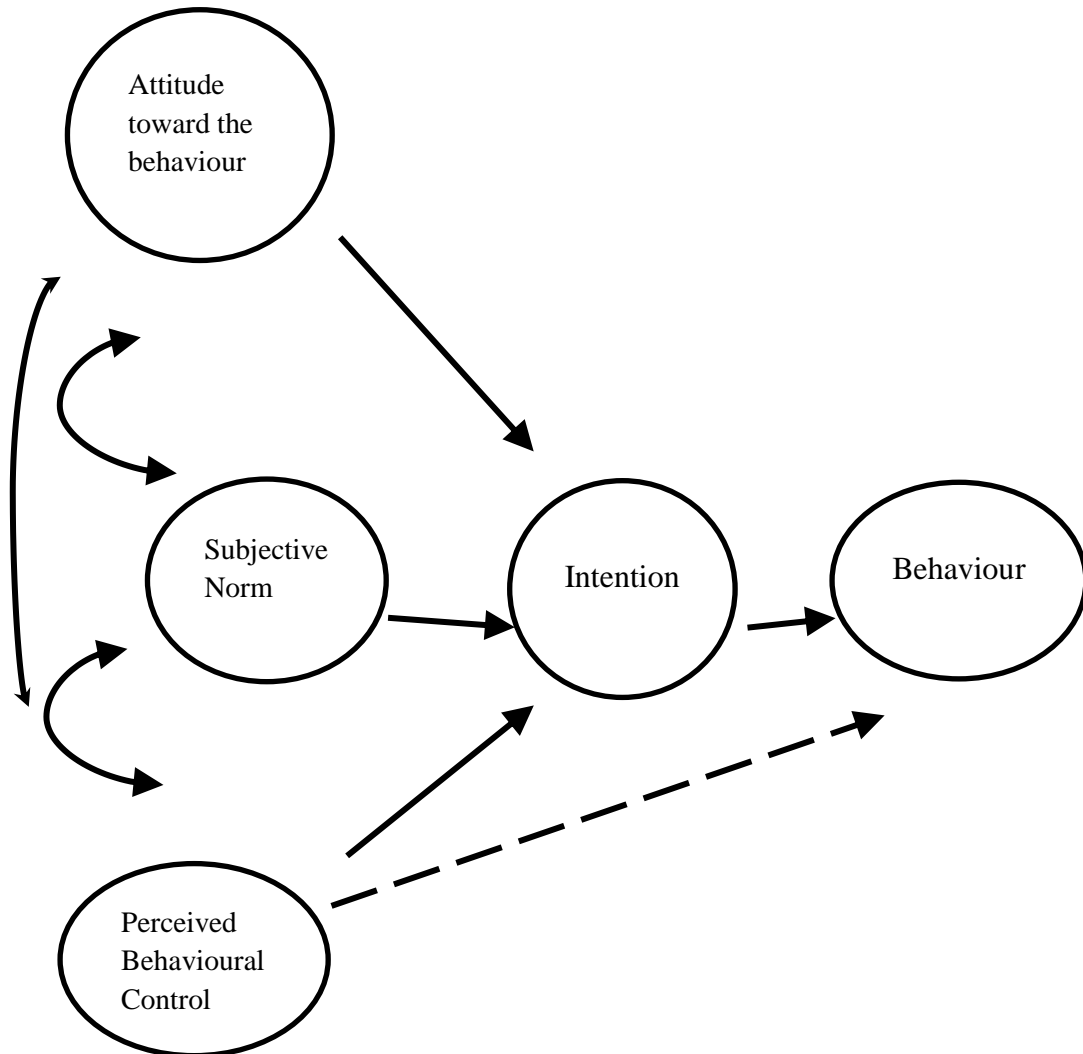 Attitude
toward the
behaviour
Subjective
Norm
Intention
Behaviour
Perceived
Behavioural
Control